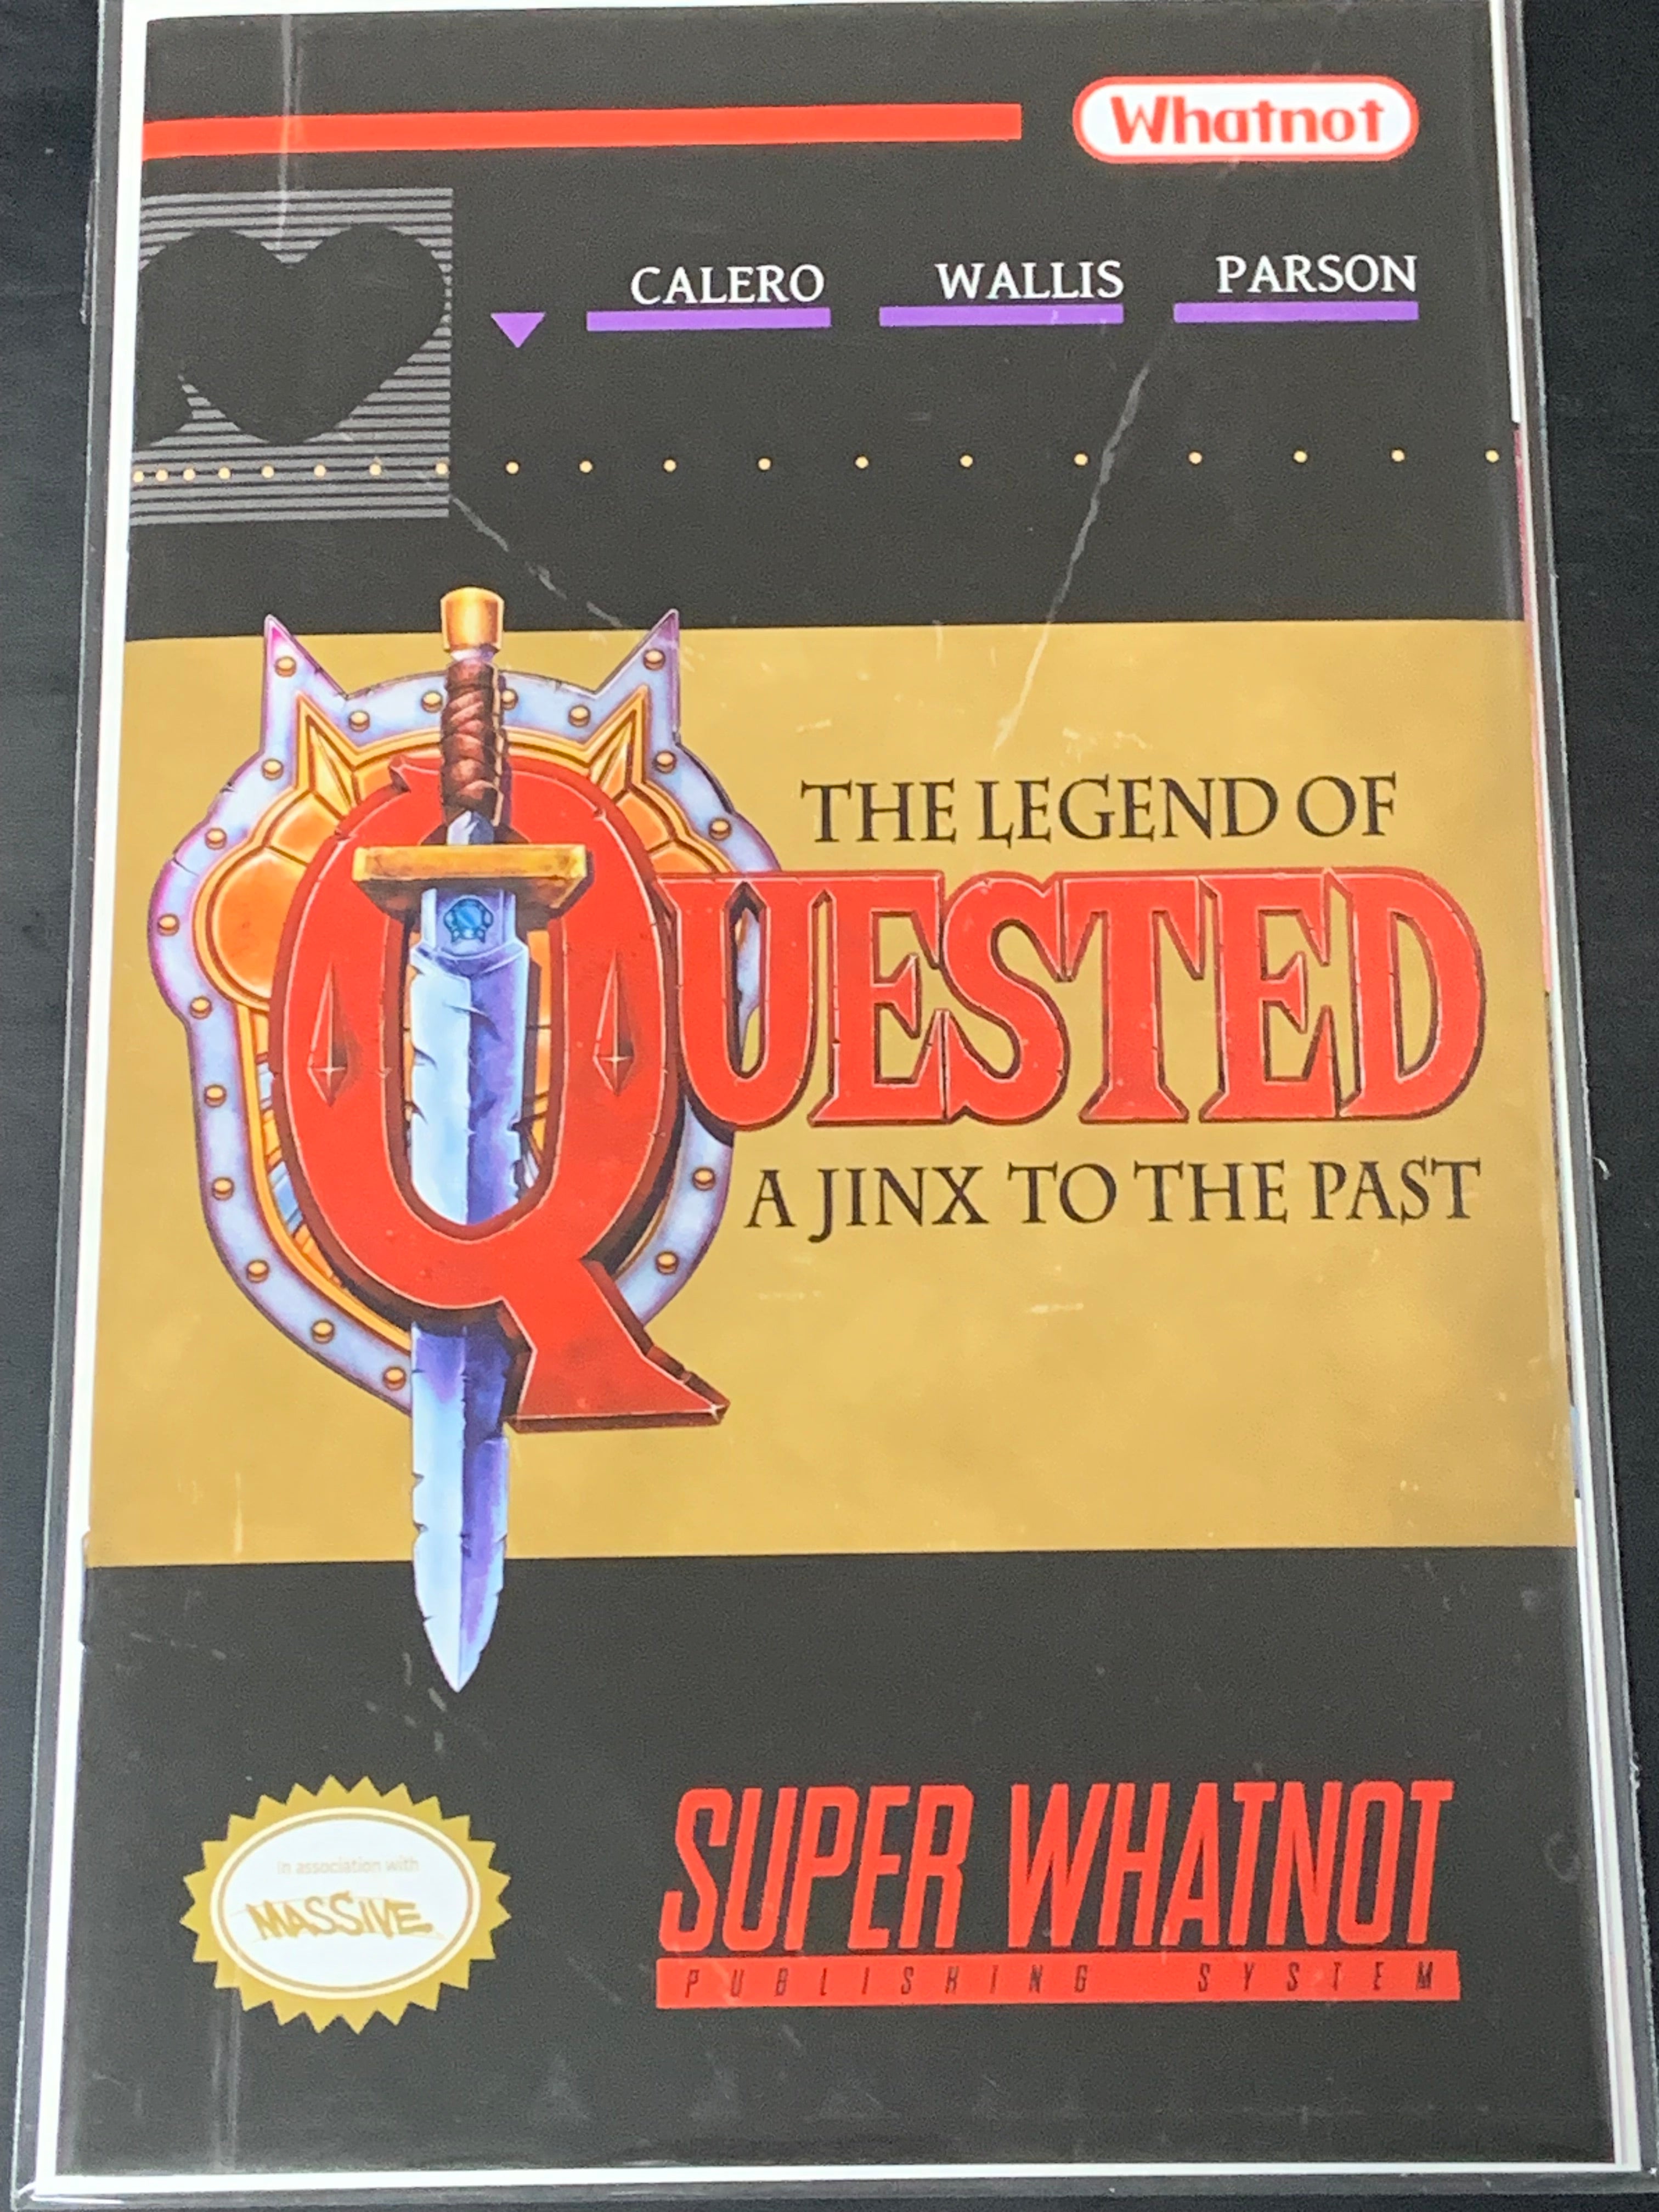 Whatnot
CALERO WALLIS PARSON
THE LEGEND OF
QUESTED
A JINX TO THE PAST
in association with
MASSIVE
SUPER WHATNOT
PUBLISHING SYSTEM